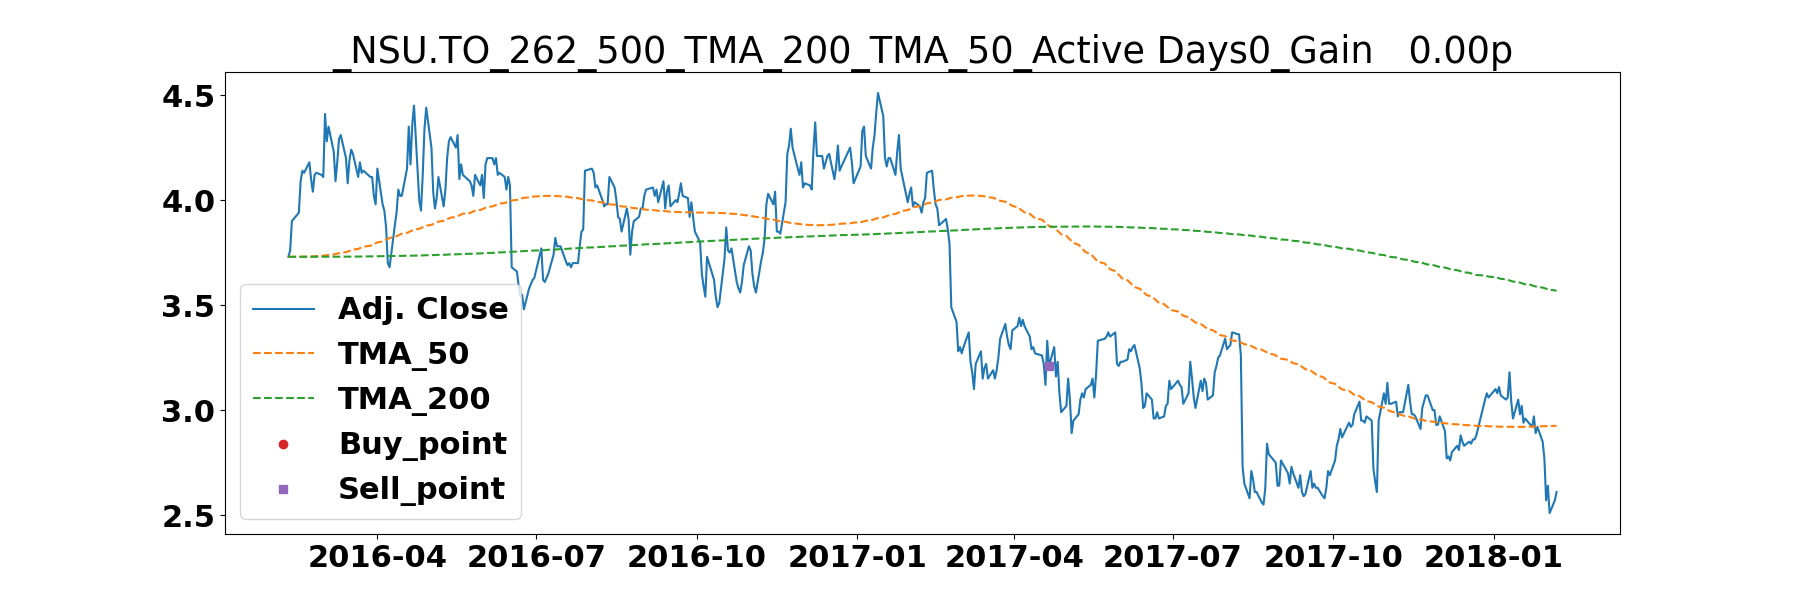 _NSU.TO_262_500_TMA_200_TMA_50_Active Days0_Gain   0.00p
4.5
4.0
3.5
3.0
2.5
Adj. Close
TMA_50
TMA_200
Buy_point
Sell_point
2016-04 2016-07 2016-10 2017-01 2017-04 2017-07 2017-10 2018-01